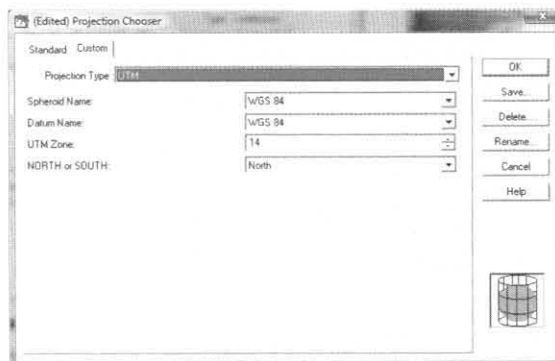 (Edited) Projection Chooser
Standard Custom
Projection Type: UTM
OK
Save...
Spheroid Name: WGS 84
Delete...
Datum Name: WGS 84
Rename...
UTM Zone: 14
Cancel
NORTH or SOUTH: North
Help